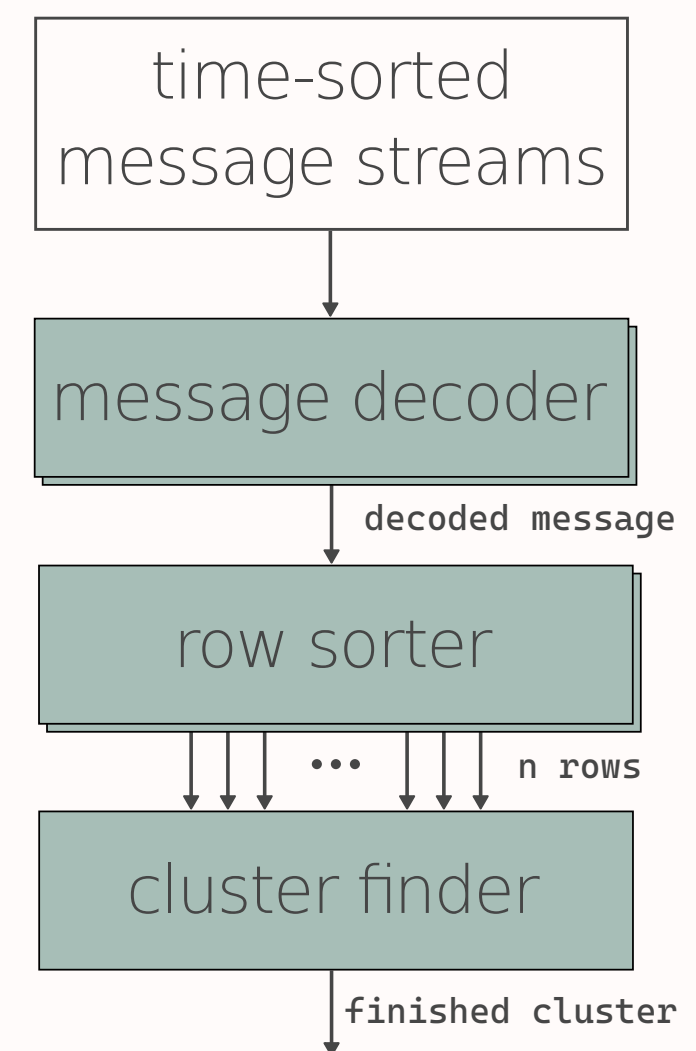 time-sorted
message streams
message decoder
decoded message
row sorter
•••
n rows
cluster finder
finished cluster